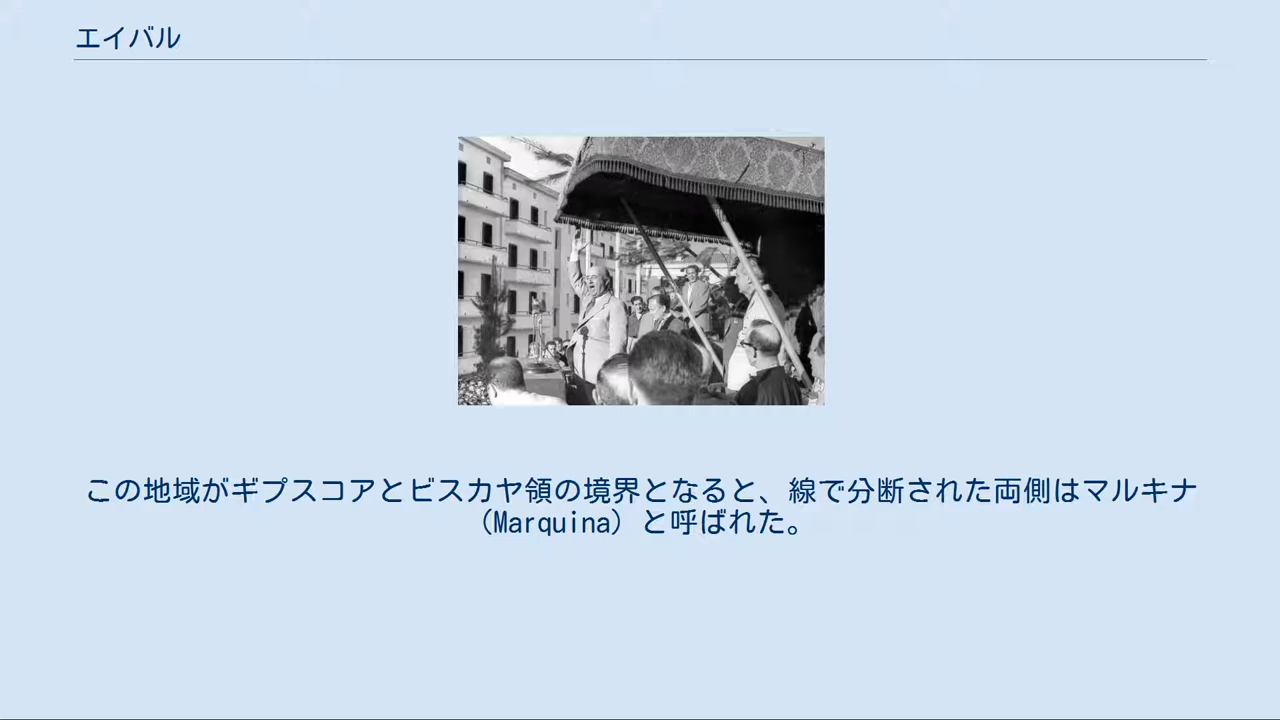 エイバル
この地域がギプスコアとビスカヤ領の境界となると、線で分断された両側はマルキナ
（Marquina）と呼ばれた。